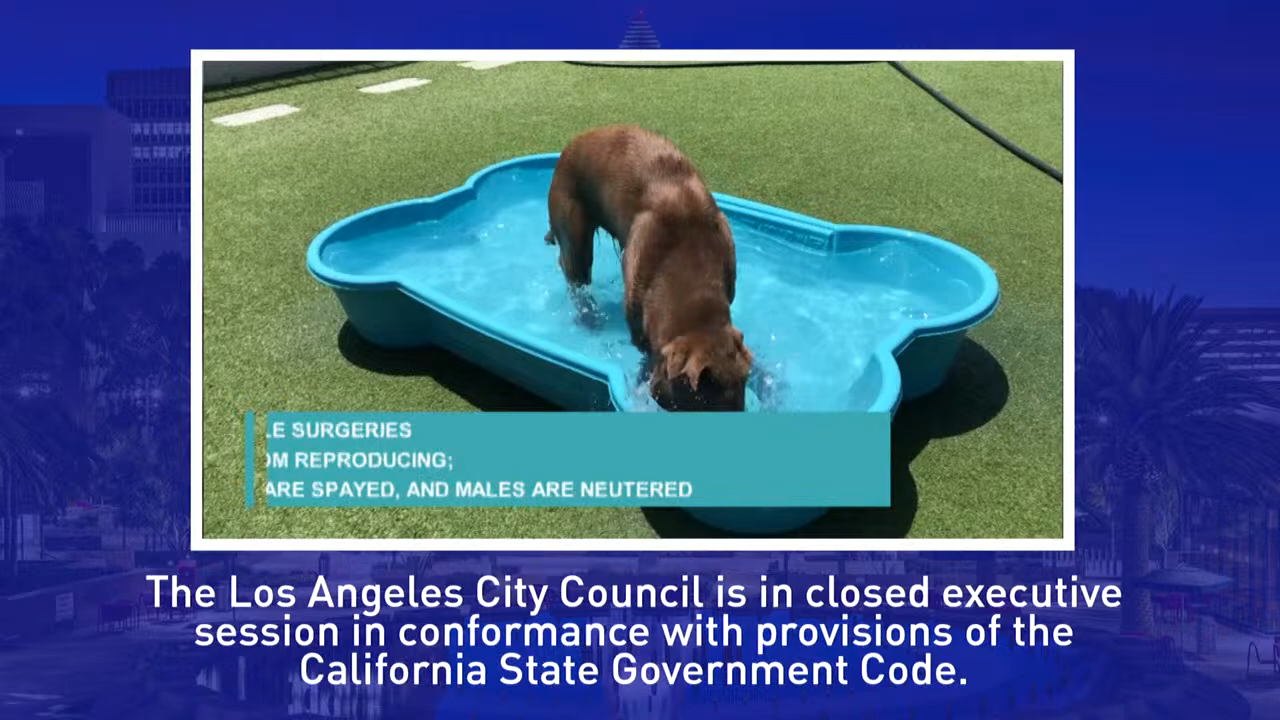 LE SURGERIES
OM REPRODUCING;
ARE SPAYED, AND MALES ARE NEUTERED
The Los Angeles City Council is in closed executive
session in conformance with provisions of the
California State Government Code.